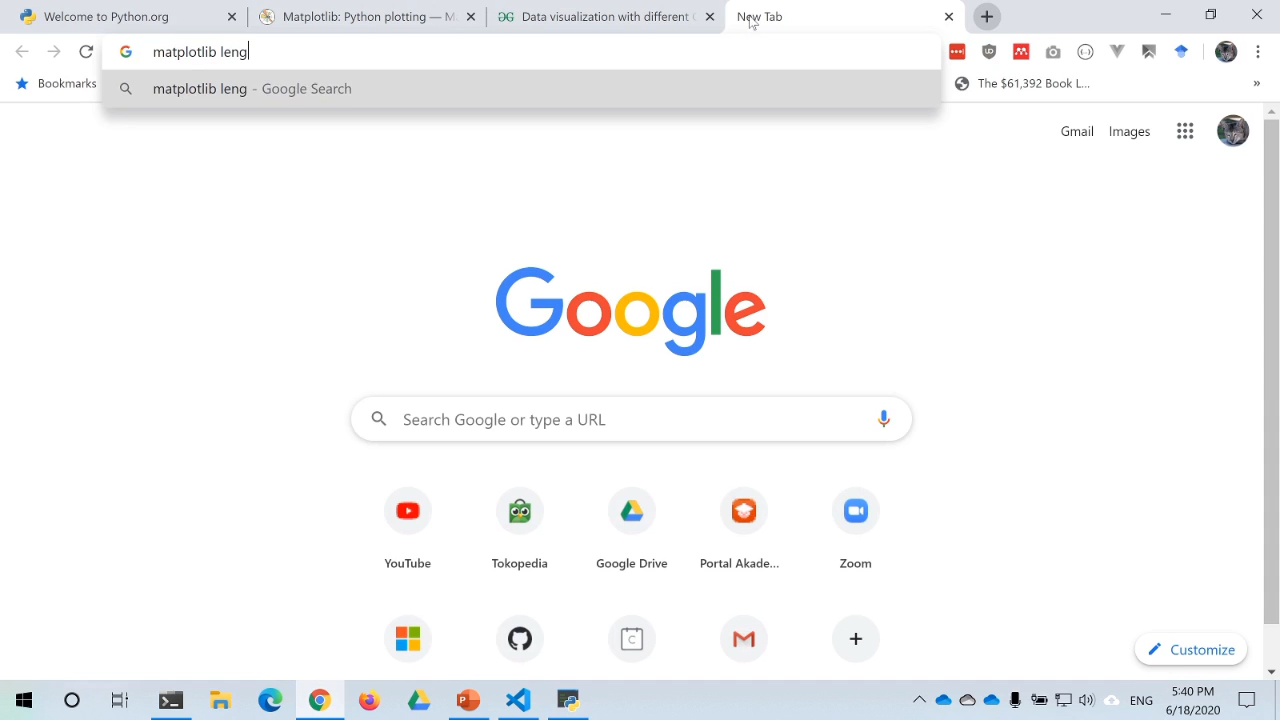 Welcome to Python.org
Matplotlib: Python plotting — M
Data visualization with different
New Tab
matplotlib leng
Bookmarks
matplotlib leng - Google Search
The $61,392 Book L...
»
Gmail
Images
Google
Search Google or type a URL
YouTube
Tokopedia
Google Drive
Portal Akade...
Zoom
Customize
ENG
5:40 PM
6/18/2020